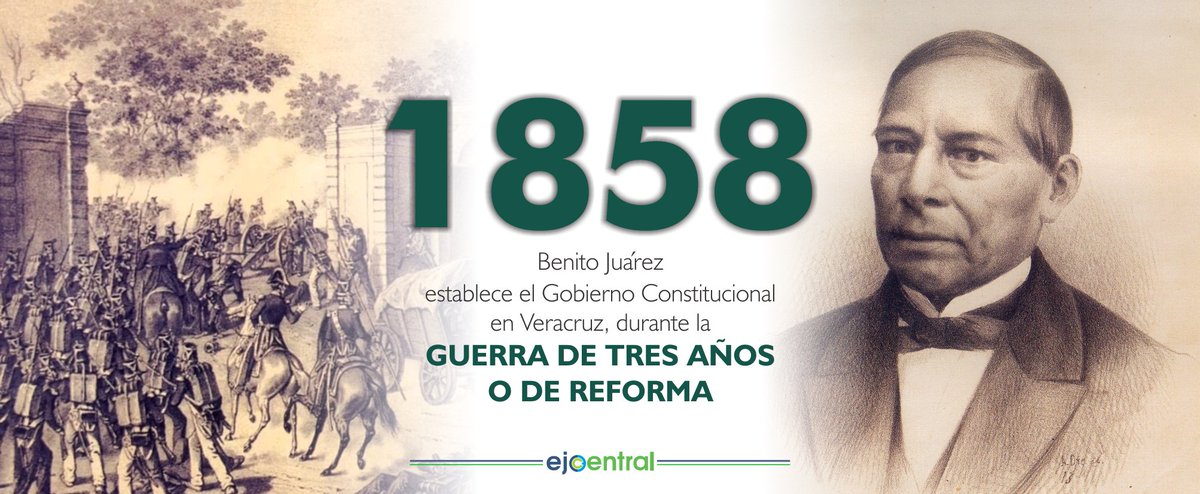 1858
Benito Juárez
establece el Gobierno Constitucional
en Veracruz, durante la
GUERRA DE TRES AÑOS
O DE REFORMA
ejecentral